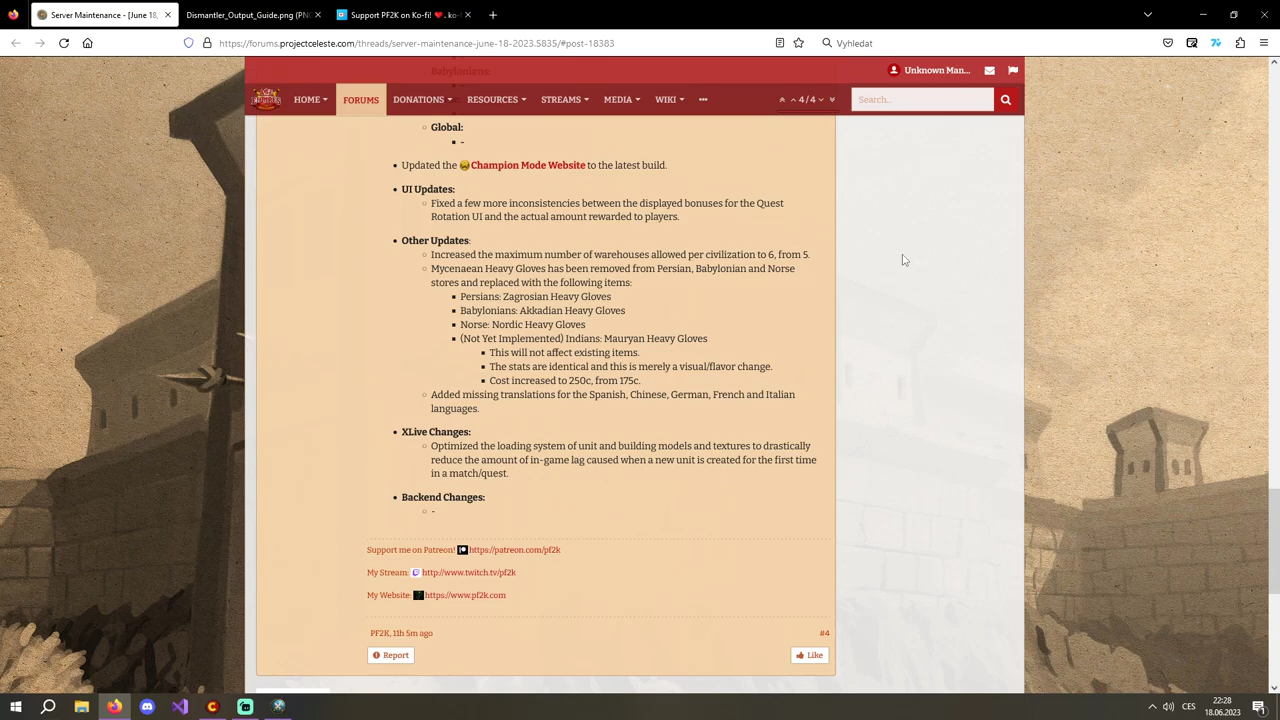 Server Maintenance - [June 18,
Dismantler_Output_Guide.png (PNG
Support PF2K on Ko-fi! ❤. ko-f
https://forums.projectceleste.com/threads/server-maintenance-june-18-2023.5835/#post-18383
Vyhledat
Babylonians:
Unknown Man...
HOME
FORUMS
DONATIONS
RESOURCES
STREAMS
MEDIA
WIKI
•••
4 / 4
Search...
Global:
-
Updated the Champion Mode Website to the latest build.
UI Updates:
Fixed a few more inconsistencies between the displayed bonuses for the Quest
Rotation UI and the actual amount rewarded to players.
Other Updates:
Increased the maximum number of warehouses allowed per civilization to 6, from 5.
Mycenaean Heavy Gloves has been removed from Persian, Babylonian and Norse
stores and replaced with the following items:
Persians: Zagrosian Heavy Gloves
Babylonians: Akkadian Heavy Gloves
Norse: Nordic Heavy Gloves
(Not Yet Implemented) Indians: Mauryan Heavy Gloves
This will not affect existing items.
The stats are identical and this is merely a visual/flavor change.
Cost increased to 250c, from 175c.
Added missing translations for the Spanish, Chinese, German, French and Italian
languages.
XLive Changes:
Optimized the loading system of unit and building models and textures to drastically
reduce the amount of in-game lag caused when a new unit is created for the first time
in a match/quest.
Backend Changes:
-
Support me on Patreon! https://patreon.com/pf2k
My Stream: http://www.twitch.tv/pf2k
My Website: https://www.pf2k.com
PF2K, 11h 5m ago
#4
Report
Like
CES
22:28
18.06.2023
1